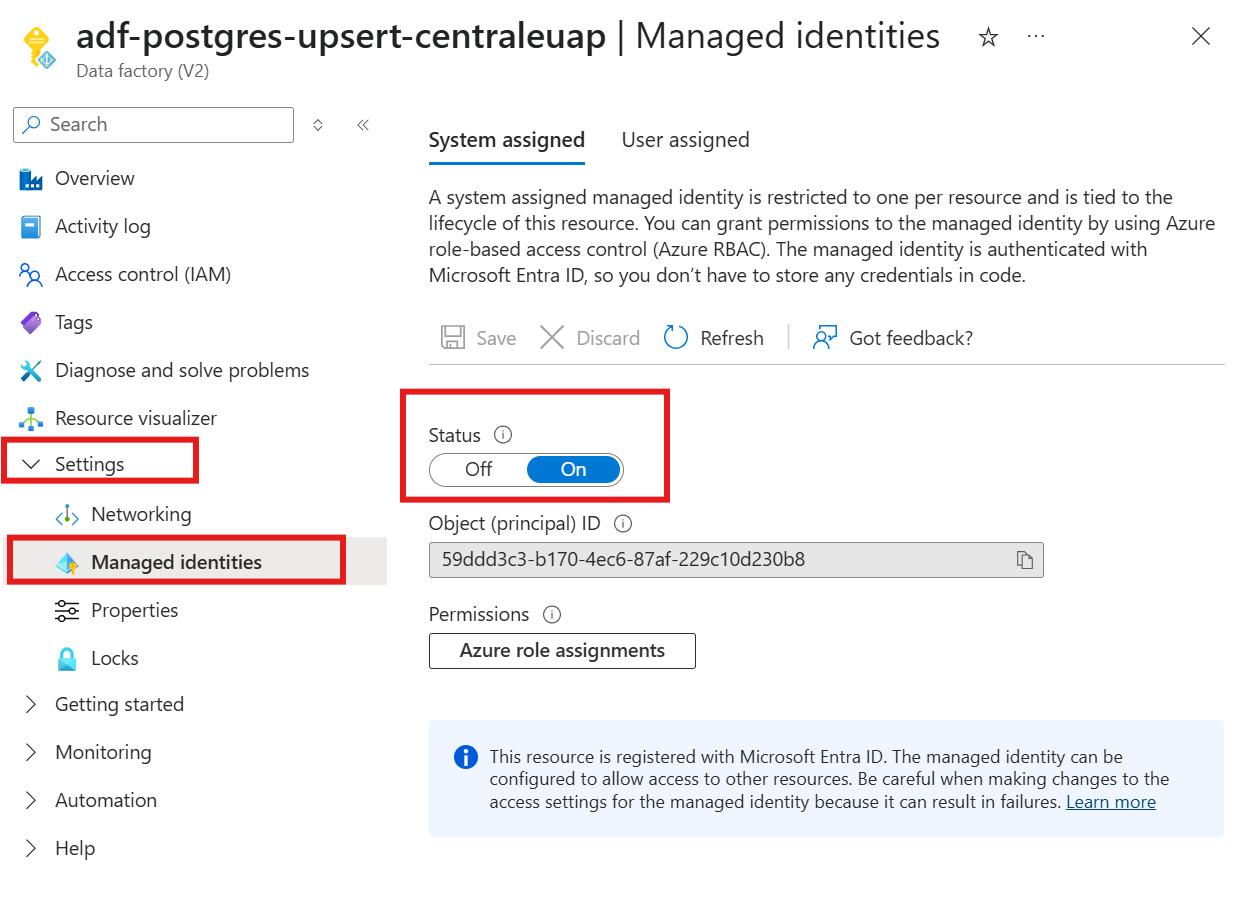 adf-postgres-upsert-centraleuap | Managed identities
Data factory (V2)
Search
Overview
Activity log
Access control (IAM)
Tags
Diagnose and solve problems
Resource visualizer
Settings
Networking
Managed identities
Properties
Locks
Getting started
Monitoring
Automation
Help
System assigned User assigned
A system assigned managed identity is restricted to one per resource and is tied to the
lifecycle of this resource. You can grant permissions to the managed identity by using Azure
role-based access control (Azure RBAC). The managed identity is authenticated with
Microsoft Entra ID, so you don’t have to store any credentials in code.
Save Discard Refresh Got feedback?
Status
Off On
Object (principal) ID
59ddd3c3-b170-4ec6-87af-229c10d230b8
Permissions
Azure role assignments
This resource is registered with Microsoft Entra ID. The managed identity can be
configured to allow access to other resources. Be careful when making changes to the
access settings for the managed identity because it can result in failures. Learn more